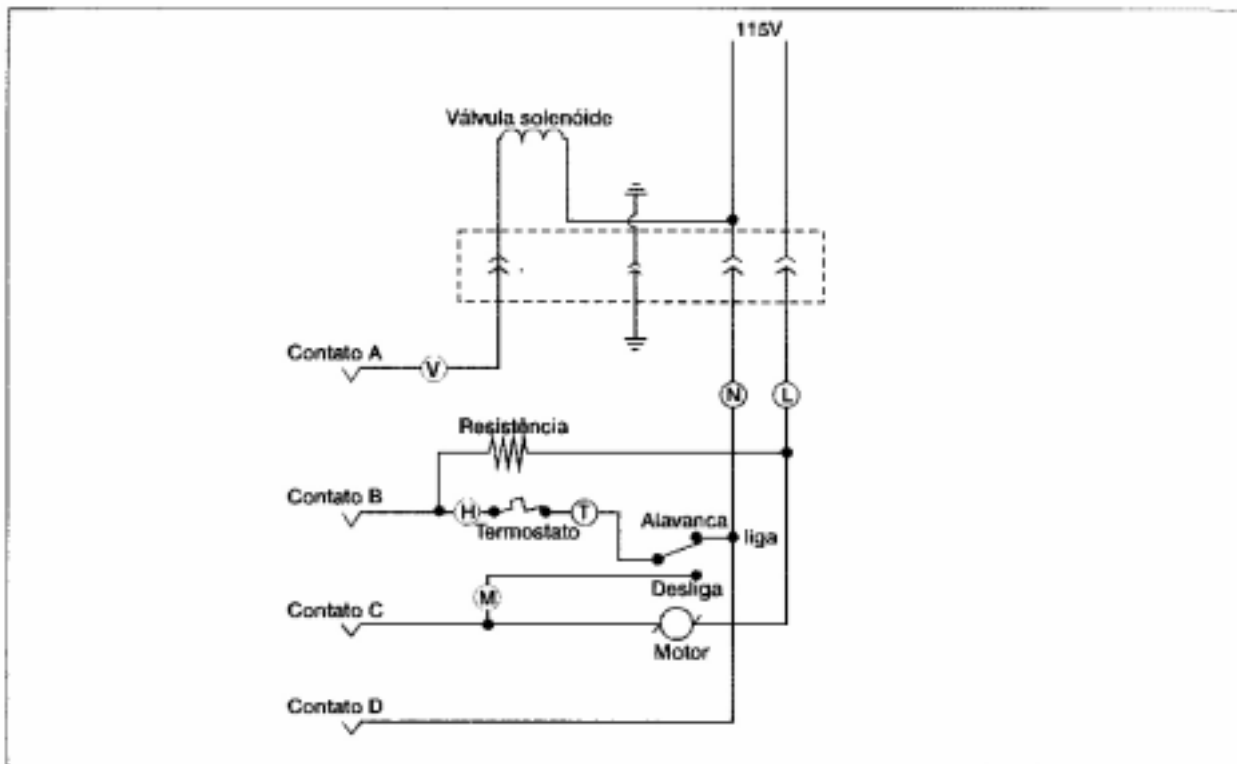 115V
Válvula solenóide
Contato A
V
N
L
Resistência
Contato B
H
T
Termostato
Alavanca
liga
Desliga
M
Contato C
Motor
Contato D